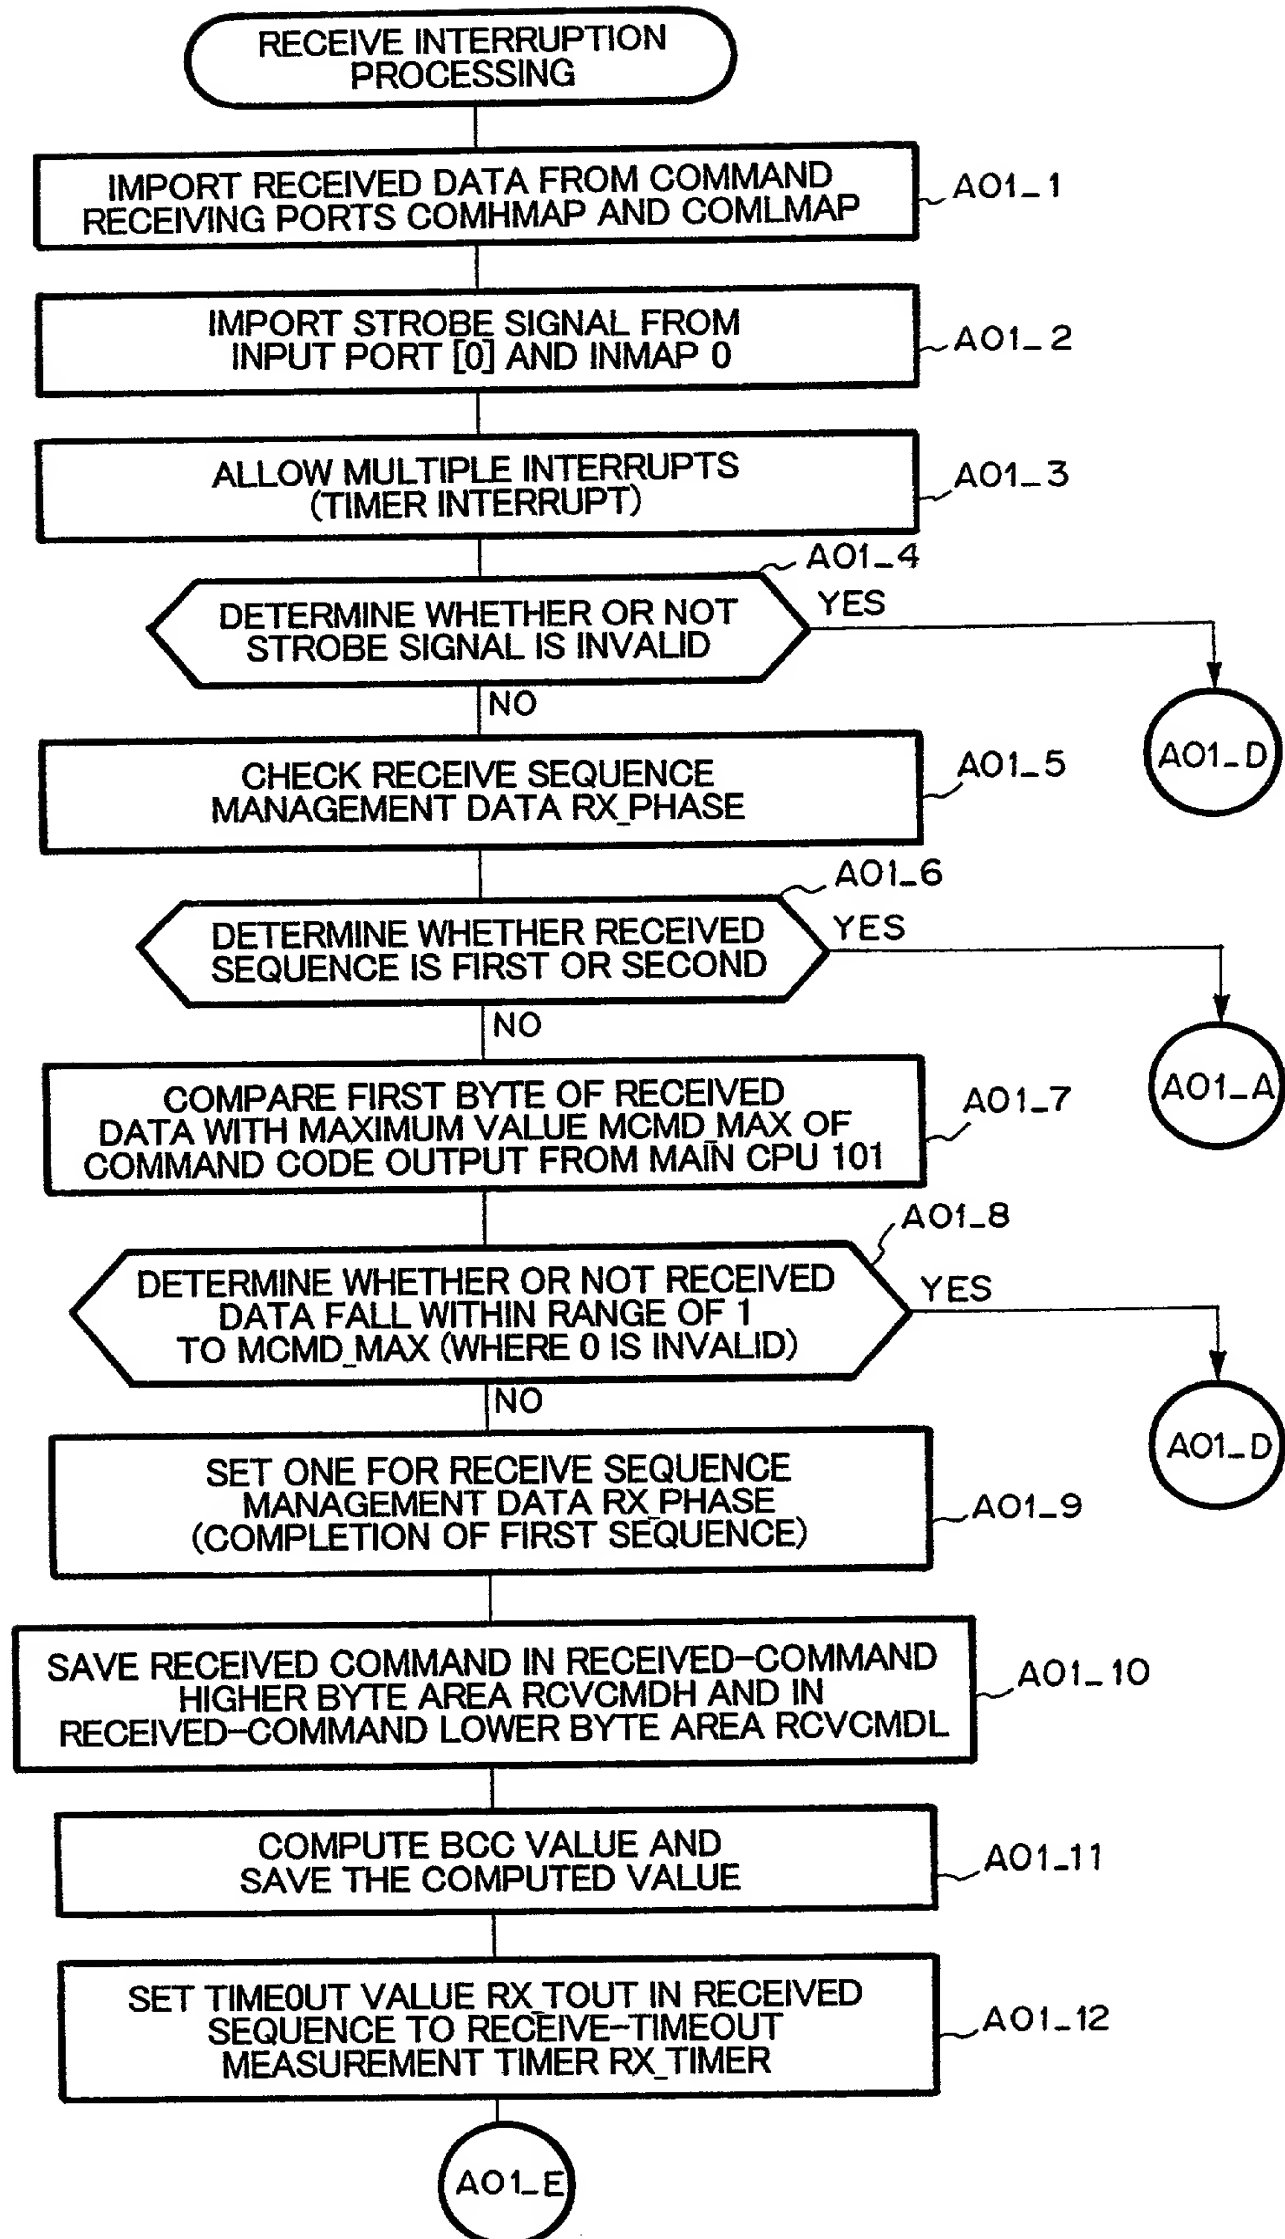 RECEIVE INTERRUPTION
PROCESSING
IMPORT RECEIVED DATA FROM COMMAND
RECEIVING PORTS COMHMAP AND COMLMAP
A01_1
IMPORT STROBE SIGNAL FROM
INPUT PORT [0] AND INMAP 0
A01_2
ALLOW MULTIPLE INTERRUPTS
(TIMER INTERRUPT)
A01_3
A01_4
DETERMINE WHETHER OR NOT
STROBE SIGNAL IS INVALID
YES
NO
A01_D
CHECK RECEIVE SEQUENCE
MANAGEMENT DATA RX_PHASE
A01_5
A01_6
DETERMINE WHETHER RECEIVED
SEQUENCE IS FIRST OR SECOND
YES
NO
A01_A
COMPARE FIRST BYTE OF RECEIVED
DATA WITH MAXIMUM VALUE MCMD_MAX OF
COMMAND CODE OUTPUT FROM MAIN CPU 101
A01_7
A01_8
DETERMINE WHETHER OR NOT RECEIVED
DATA FALL WITHIN RANGE OF 1
TO MCMD_MAX (WHERE 0 IS INVALID)
YES
NO
A01_D
SET ONE FOR RECEIVE SEQUENCE
MANAGEMENT DATA RX_PHASE
(COMPLETION OF FIRST SEQUENCE)
A01_9
SAVE RECEIVED COMMAND IN RECEIVED-COMMAND
HIGHER BYTE AREA RCVCMDH AND IN
RECEIVED-COMMAND LOWER BYTE AREA RCVCMDL
A01_10
COMPUTE BCC VALUE AND
SAVE THE COMPUTED VALUE
A01_11
SET TIMEOUT VALUE RX_TOUT IN RECEIVED
SEQUENCE TO RECEIVE-TIMEOUT
MEASUREMENT TIMER RX_TIMER
A01_12
A01_E